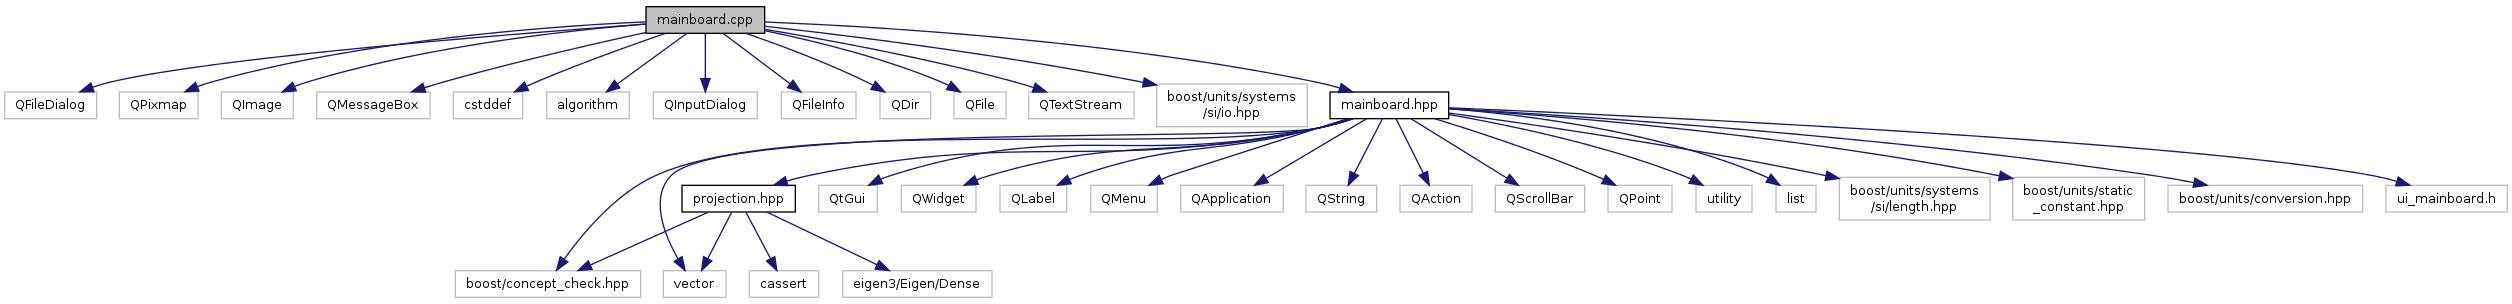 mainboard.cpp
QFileDialog
QPixmap
QImage
QMessageBox
cstddef
algorithm
QInputDialog
QFileInfo
QDir
QFile
QTextStream
boost/units/systems
/si/io.hpp
mainboard.hpp
projection.hpp
QtGui
QWidget
QLabel
QMenu
QApplication
QString
QAction
QScrollBar
QPoint
utility
list
boost/units/systems
/si/length.hpp
boost/units/static
_constant.hpp
boost/units/conversion.hpp
ui_mainboard.h
boost/concept_check.hpp
vector
cassert
eigen3/Eigen/Dense